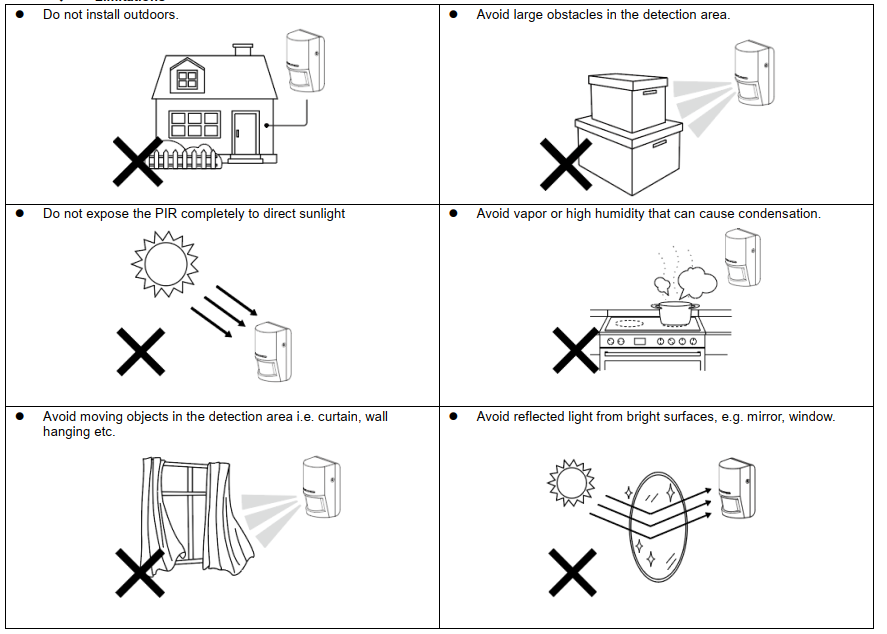 Limitations
Do not install outdoors.
Avoid large obstacles in the detection area.
Do not expose the PIR completely to direct sunlight
Avoid vapor or high humidity that can cause condensation.
Avoid moving objects in the detection area i.e. curtain, wall
hanging etc.
Avoid reflected light from bright surfaces, e.g. mirror, window.